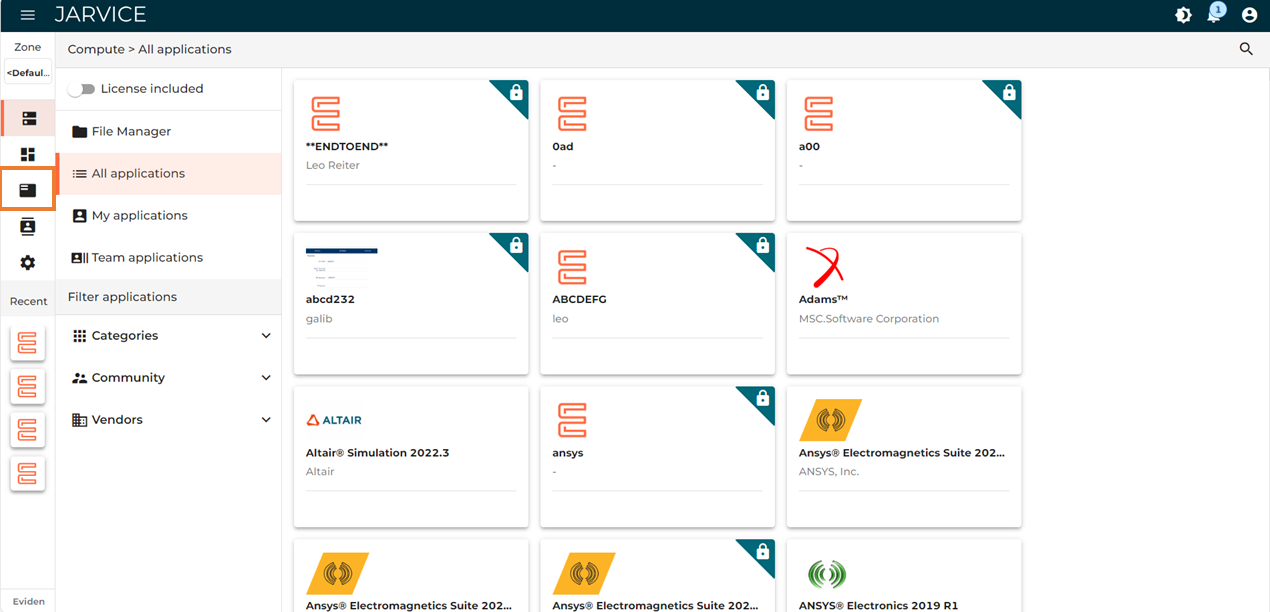 JARVICE
1
Zone
Compute > All applications
<Defaul...
License included
File Manager
All applications
My applications
Team applications
Recent
Filter applications
Categories
Community
Vendors
Eviden
**ENDTOEND**
Leo Reiter
0ad
-
a00
-
abcd232
galib
ABCDEFG
leo
Adams™
MSC.Software Corporation
ALTAIR
Altair® Simulation 2022.3
Altair
ansys
-
Ansys® Electromagnetics Suite 202...
ANSYS, Inc.
Ansys® Electromagnetics Suite 202...
Ansys® Electromagnetics Suite 202...
ANSYS® Electronics 2019 R1